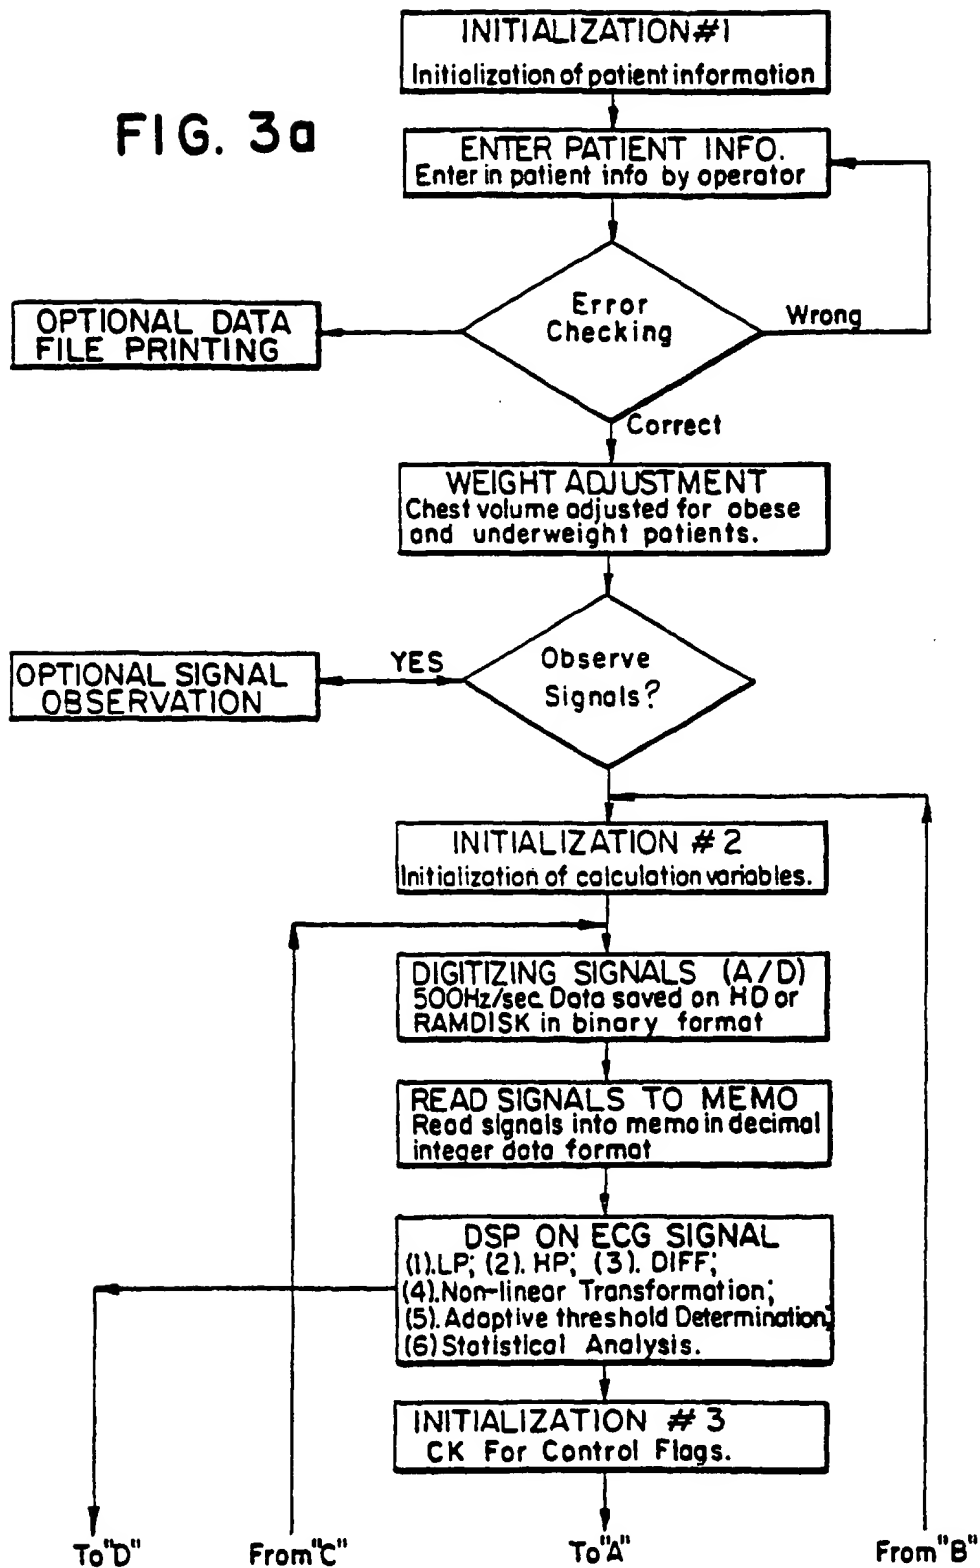 FIG. 3a
INITIALIZATION #1
Initialization of patient information
ENTER PATIENT INFO.
Enter in patient info by operator
Error
Checking
Wrong
OPTIONAL DATA
FILE PRINTING
Correct
WEIGHT ADJUSTMENT
Chest volume adjusted for obese
and underweight patients.
Observe
Signals?
YES
OPTIONAL SIGNAL
OBSERVATION
INITIALIZATION #2
Initialization of calculation variables.
DIGITIZING SIGNALS (A/D)
500Hz/sec. Data saved on HD or
RAMDISK in binary format
READ SIGNALS TO MEMO
Read signals into memo in decimal
integer data format
DSP ON ECG SIGNAL
(1).LP; (2). HP; (3). DIFF;
(4).Non-linear Transformation;
(5). Adaptive threshold Determination;
(6) Statistical Analysis.
INITIALIZATION #3
CK For Control Flags.
To"D"
From"C"
To"A"
From"B"